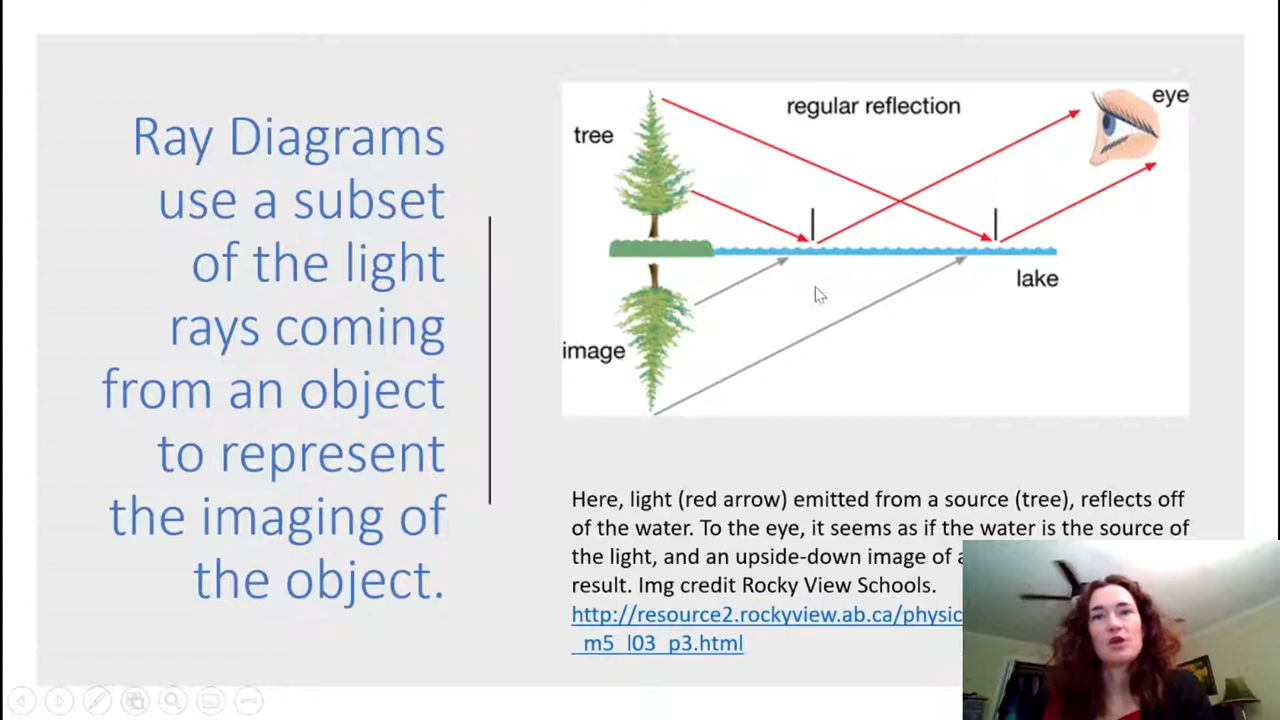 Ray Diagrams
use a subset
of the light
rays coming
from an object
to represent
the imaging of
the object.
regular reflection
eye
tree
lake
image
Here, light (red arrow) emitted from a source (tree), reflects off
of the water. To the eye, it seems as if the water is the source of
the light, and an upside-down image of
result. Img credit Rocky View Schools.
http://resource2.rockyview.ab.ca/physic
_m5_l03_p3.html